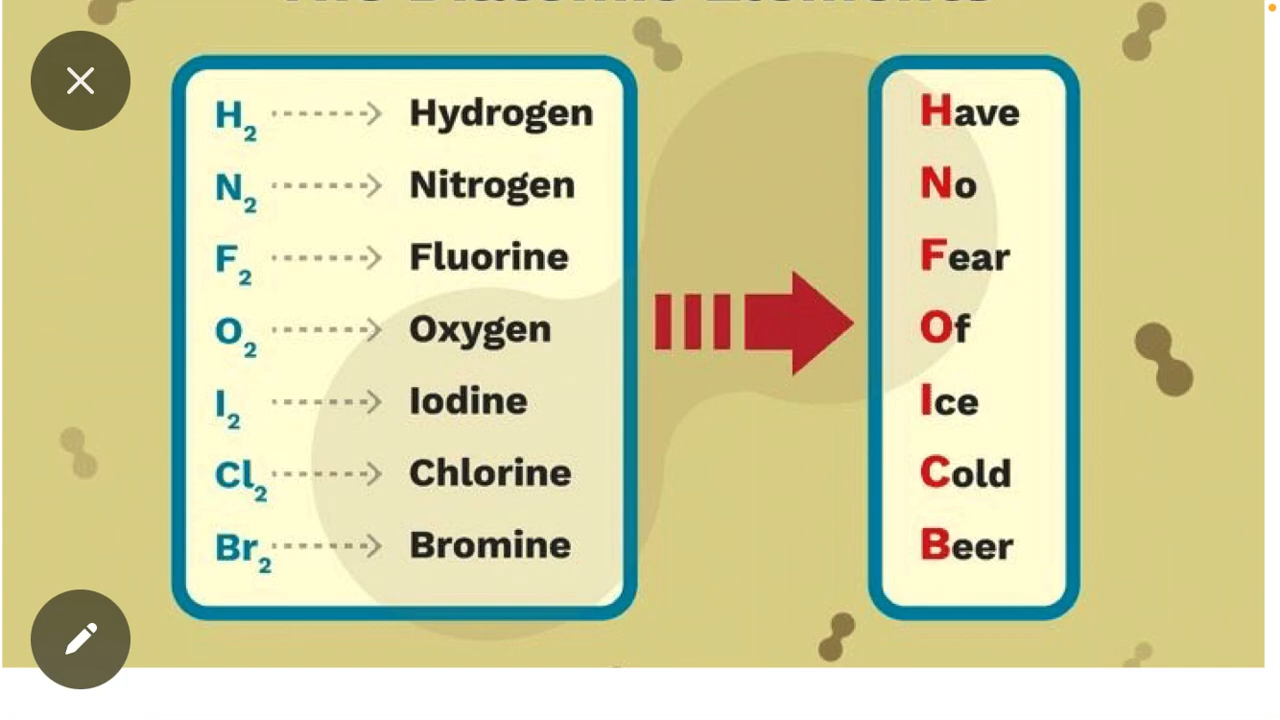 H₂ Hydrogen Have
N₂ Nitrogen No
F₂ Fluorine Fear
O₂ Oxygen Of
I₂ Iodine Ice
Cl₂ Chlorine Cold
Br₂ Bromine Beer